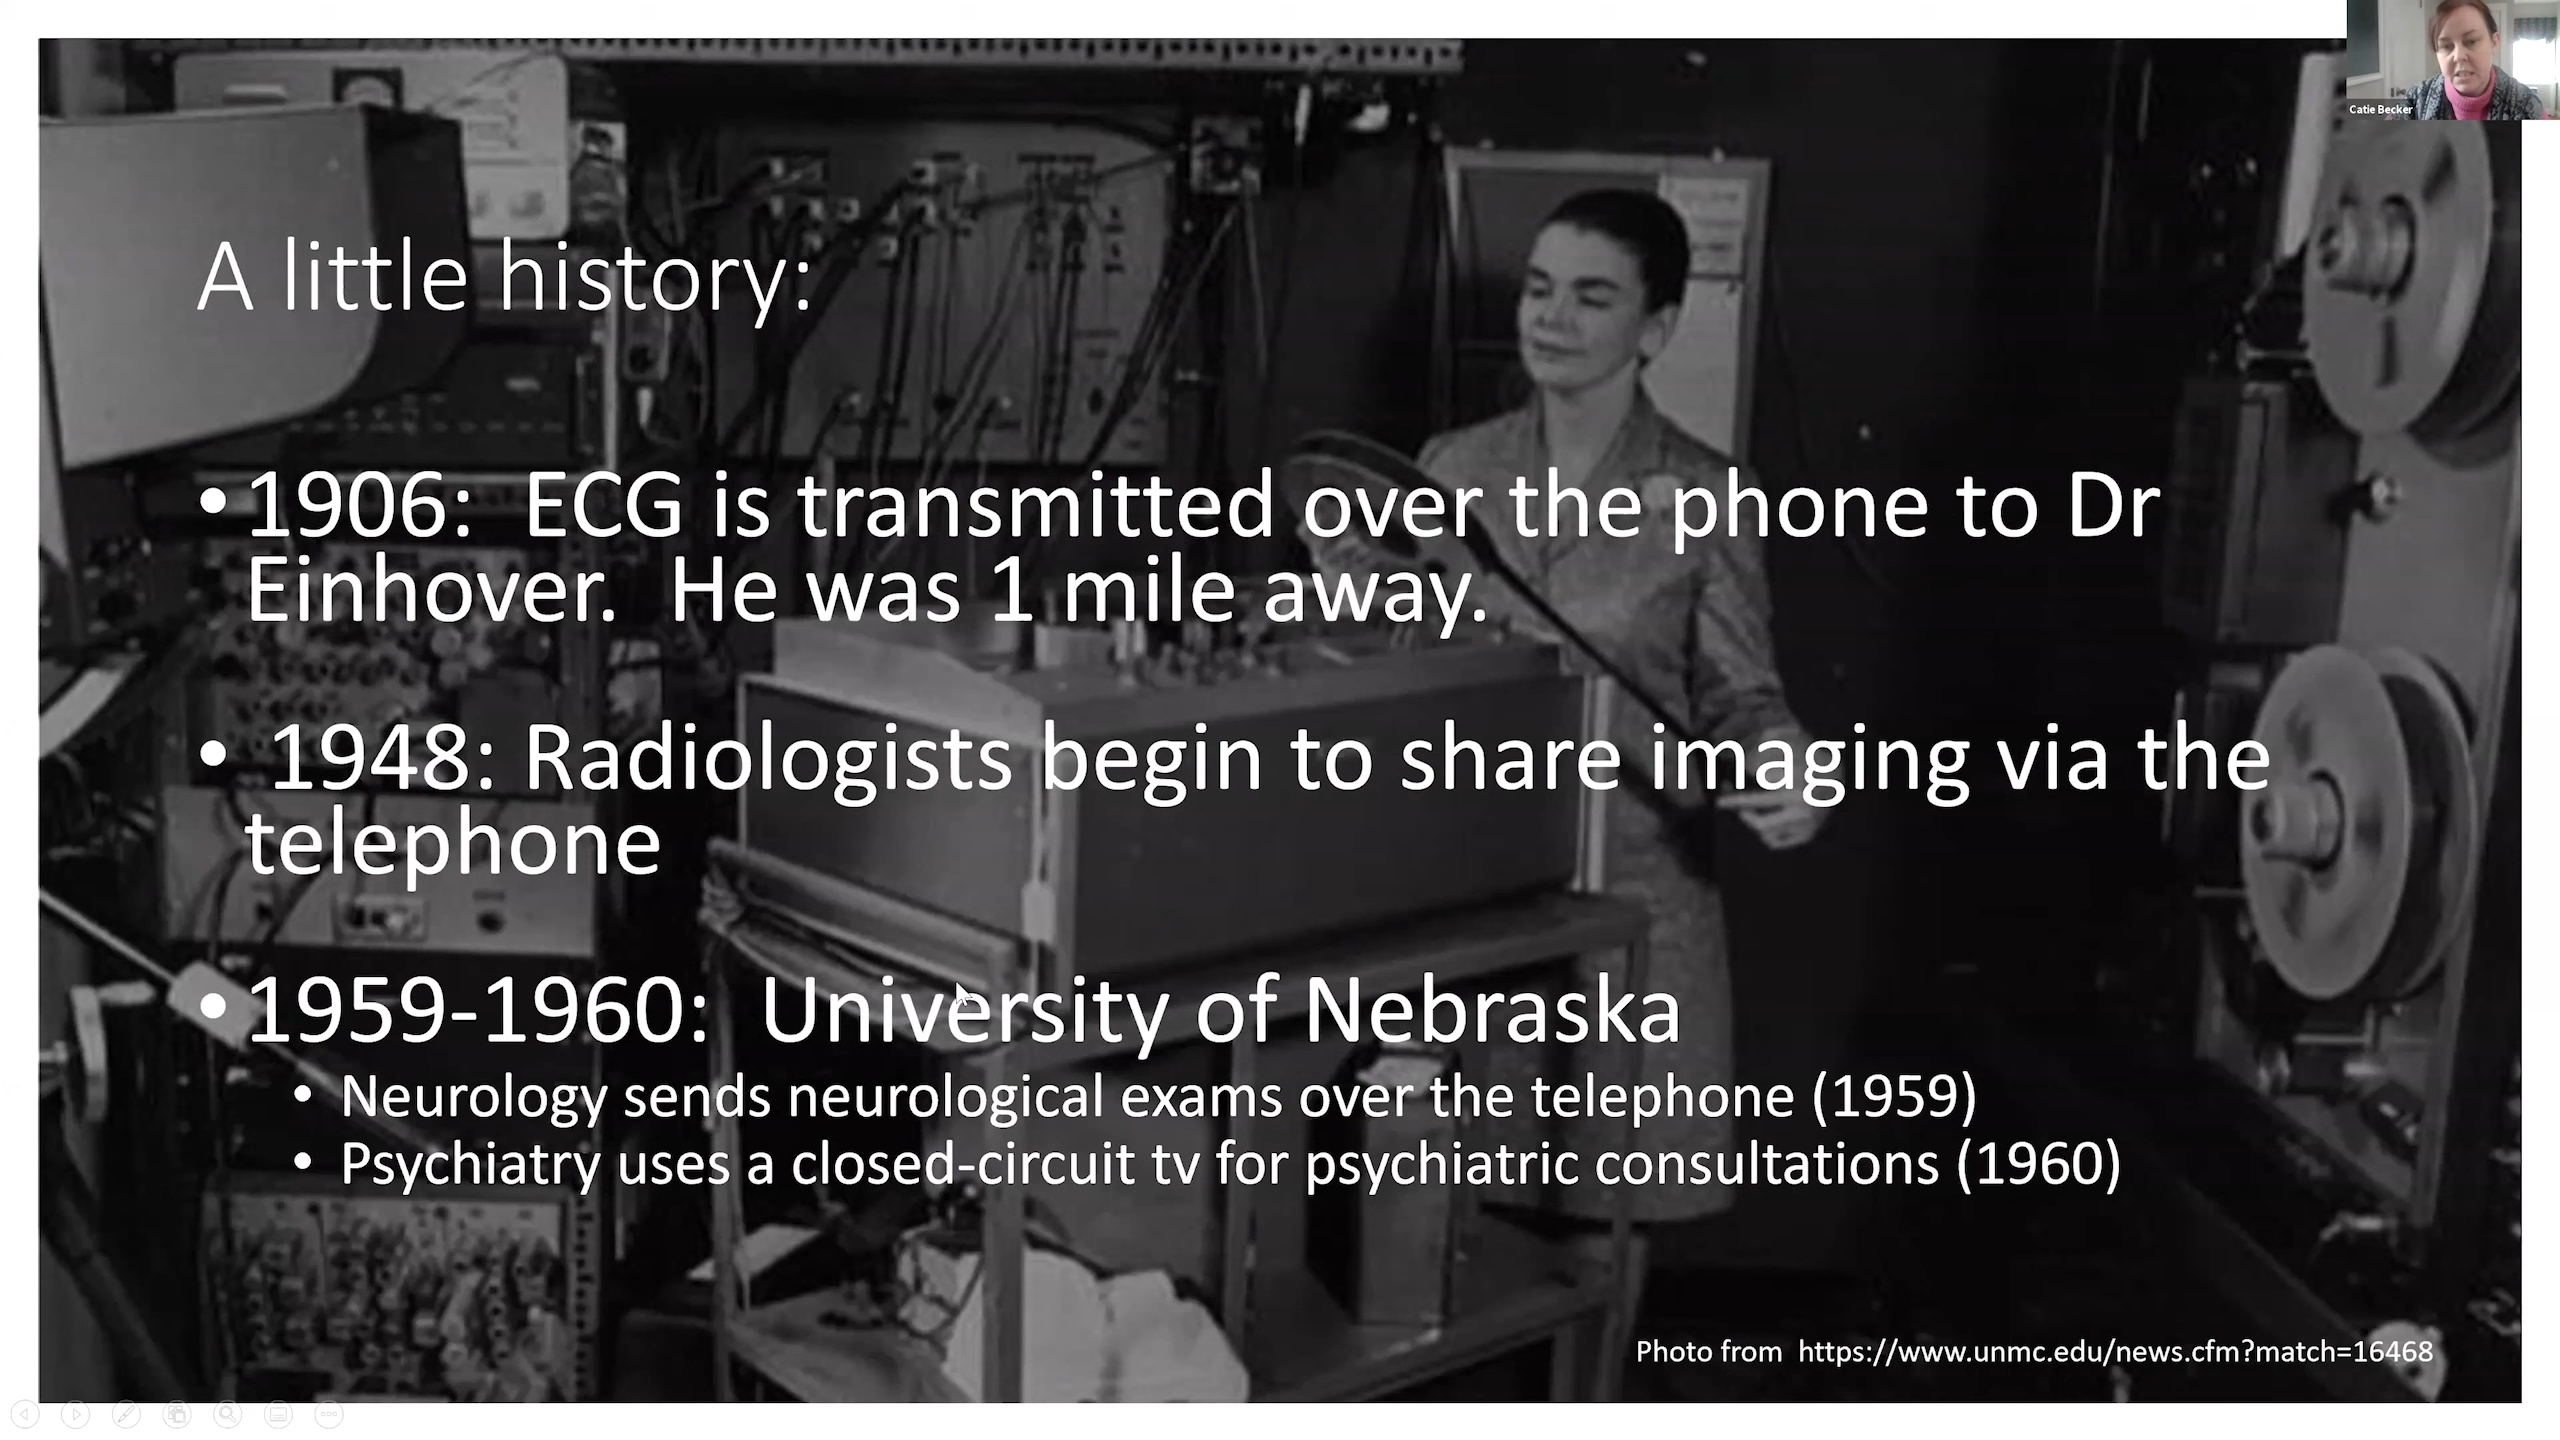 Catie Becker
A little history:
•1906:  ECG is transmitted over the phone to Dr
Einhover.  He was 1 mile away.
• 1948: Radiologists begin to share imaging via the
telephone
•1959-1960:  University of Nebraska
• Neurology sends neurological exams over the telephone (1959)
• Psychiatry uses a closed-circuit tv for psychiatric consultations (1960)
Photo from  https://www.unmc.edu/news.cfm?match=16468